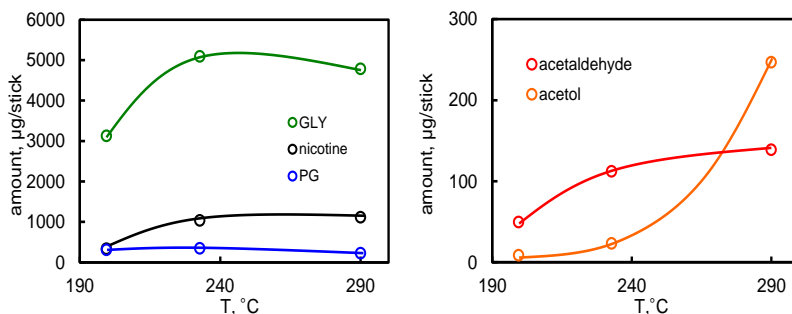 amount, µg/stick
6000
5000
4000
3000
2000
1000
0
GLY
nicotine
PG
190
240
290
T, °C
amount, µg/stick
300
200
100
0
acetaldehyde
acetol
190
240
290
T, °C